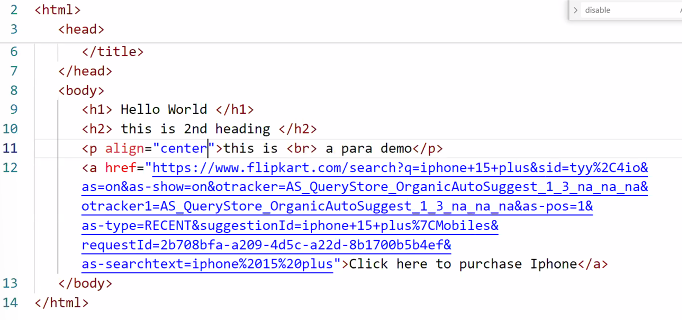 disable
2 <html>
3 <head>
6 </title>
7 </head>
8 <body>
9 <h1> Hello World </h1>
10 <h2> this is 2nd heading </h2>
11 <p align="center">this is <br> a para demo</p>
12 <a href="https://www.flipkart.com/search?q=iphone+15+plus&sid=tyy%2C4io&
as=on&as-show=on&otracker=AS_QueryStore_OrganicAutoSuggest_1_3_na_na_na&
otracker1=AS_QueryStore_OrganicAutoSuggest_1_3_na_na_na&as-pos=1&
as-type=RECENT&suggestionId=iphone+15+plus%7CMobiles&
requestId=2b708bfa-a209-4d5c-a22d-8b1700b5b4ef&
as-searchtext=iphone%2015%20plus">Click here to purchase Iphone</a>
13 </body>
14 </html>